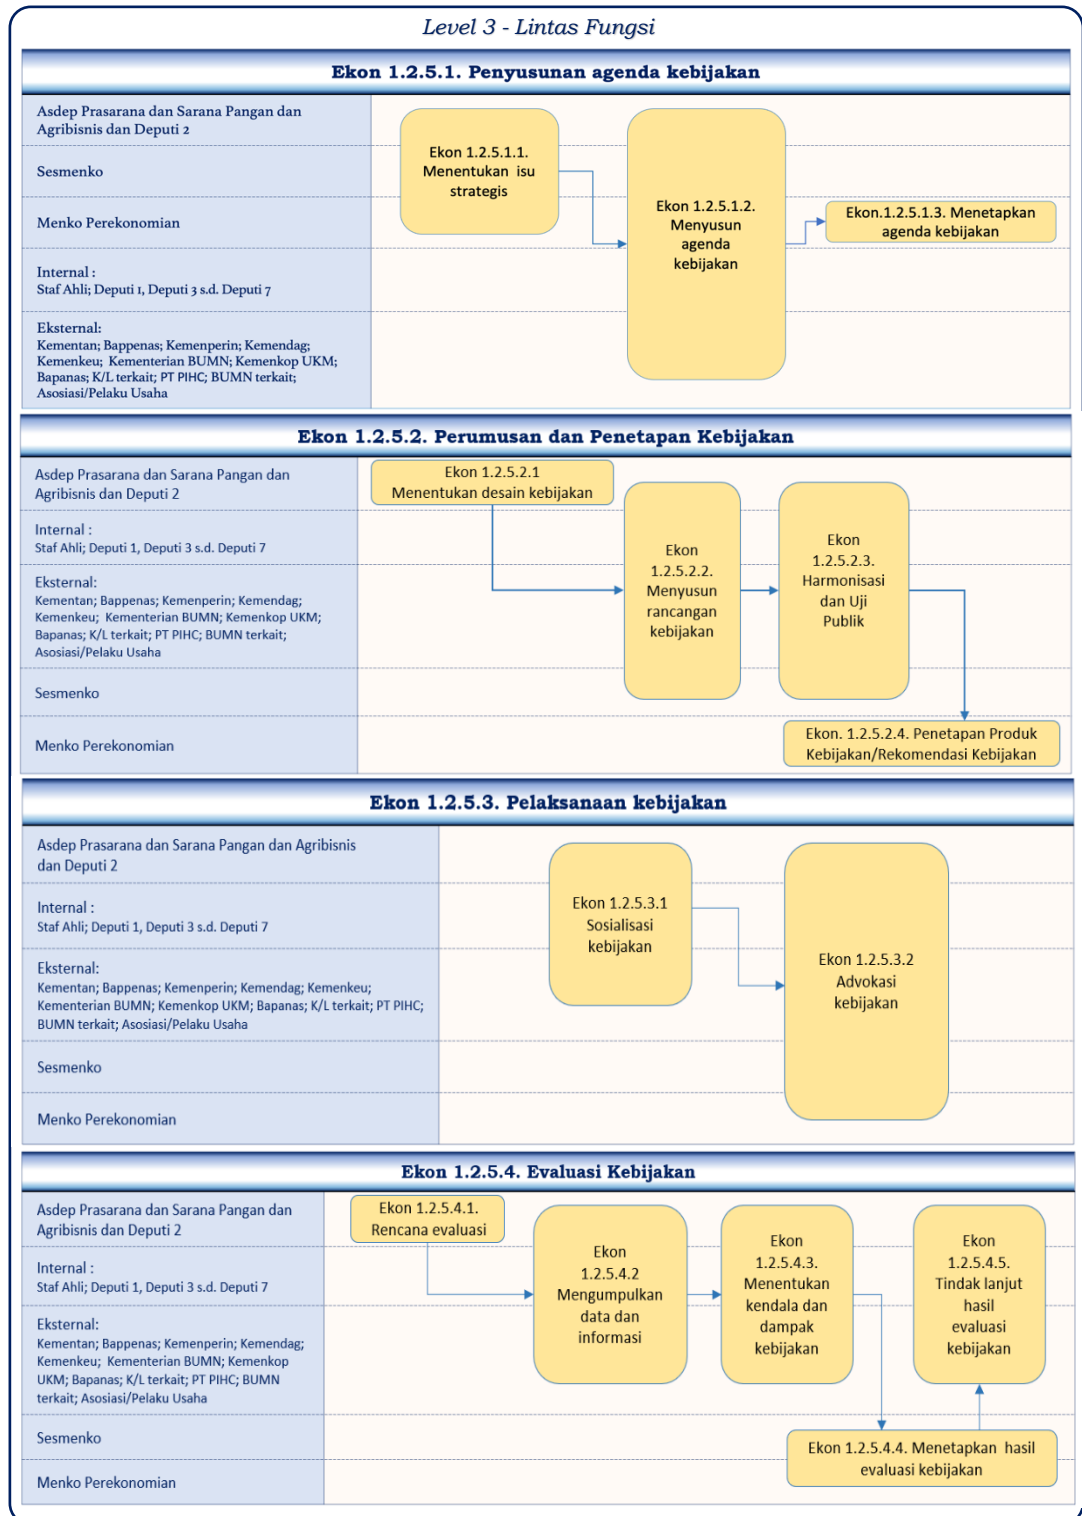 Level 3 - Lintas Fungsi
Ekon 1.2.5.1. Penyusunan agenda kebijakan
Asdep Prasarana dan Sarana Pangan dan
Agribisnis dan Deputi 2
Sesmenko
Menko Perekonomian
Internal :
Staf Ahli; Deputi 1, Deputi 3 s.d. Deputi 7
Eksternal:
Kementan; Bappenas; Kemenperin; Kemendag;
Kemenkeu; Kementerian BUMN; Kemenkop UKM;
Bapanas; K/L terkait; PT PIHC; BUMN terkait;
Asosiasi/Pelaku Usaha
Ekon 1.2.5.1.1.
Menentukan isu
strategis
Ekon 1.2.5.1.2.
Menyusun
agenda
kebijakan
Ekon.1.2.5.1.3. Menetapkan
agenda kebijakan
Ekon 1.2.5.2. Perumusan dan Penetapan Kebijakan
Asdep Prasarana dan Sarana Pangan dan
Agribisnis dan Deputi 2
Internal :
Staf Ahli; Deputi 1, Deputi 3 s.d. Deputi 7
Eksternal:
Kementan; Bappenas; Kemenperin; Kemendag;
Kemenkeu; Kementerian BUMN; Kemenkop UKM;
Bapanas; K/L terkait; PT PIHC; BUMN terkait;
Asosiasi/Pelaku Usaha
Sesmenko
Menko Perekonomian
Ekon 1.2.5.2.1
Menentukan desain kebijakan
Ekon
1.2.5.2.2.
Menyusun
rancangan
kebijakan
Ekon
1.2.5.2.3.
Harmonisasi
dan Uji
Publik
Ekon. 1.2.5.2.4. Penetapan Produk
Kebijakan/Rekomendasi Kebijakan
Ekon 1.2.5.3. Pelaksanaan kebijakan
Asdep Prasarana dan Sarana Pangan dan Agribisnis
dan Deputi 2
Internal :
Staf Ahli; Deputi 1, Deputi 3 s.d. Deputi 7
Eksternal:
Kementan; Bappenas; Kemenperin; Kemendag; Kemenkeu;
Kementerian BUMN; Kemenkop UKM; Bapanas; K/L terkait; PT PIHC;
BUMN terkait; Asosiasi/Pelaku Usaha
Sesmenko
Menko Perekonomian
Ekon 1.2.5.3.1
Sosialisasi
kebijakan
Ekon 1.2.5.3.2
Advokasi
kebijakan
Ekon 1.2.5.4. Evaluasi Kebijakan
Asdep Prasarana dan Sarana Pangan dan
Agribisnis dan Deputi 2
Internal :
Staf Ahli; Deputi 1, Deputi 3 s.d. Deputi 7
Eksternal:
Kementan; Bappenas; Kemenperin; Kemendag;
Kemenkeu; Kementerian BUMN; Kemenkop
UKM; Bapanas; K/L terkait; PT PIHC; BUMN
terkait; Asosiasi/Pelaku Usaha
Sesmenko
Menko Perekonomian
Ekon 1.2.5.4.1.
Rencana evaluasi
Ekon
1.2.5.4.2
Mengumpulkan
data dan
informasi
Ekon
1.2.5.4.3.
Menentukan
kendala dan
dampak
kebijakan
Ekon
1.2.5.4.5.
Tindak lanjut
hasil
evaluasi
kebijakan
Ekon 1.2.5.4.4. Menetapkan hasil
evaluasi kebijakan